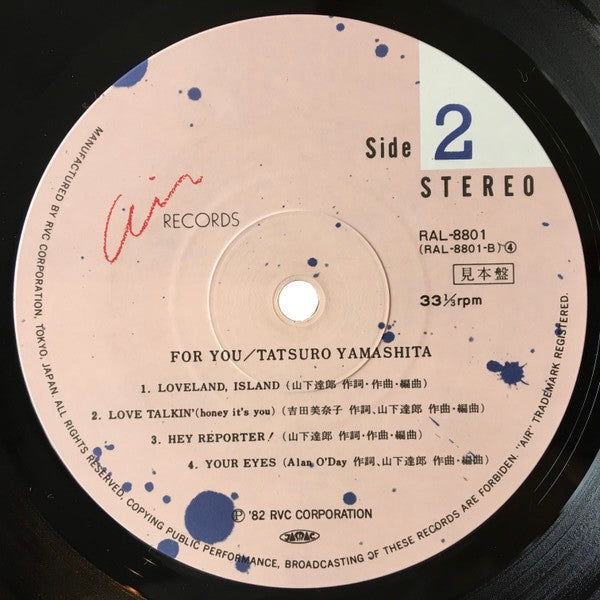 Side 2
STEREO
Air RECORDS
RAL-8801
(RAL-8801-B) ④
見本盤
33⅓rpm
FOR YOU/TATSURO YAMASHITA
1. LOVELAND, ISLAND (山下達郎 作詞・作曲・編曲)
2. LOVE TALKIN' (honey it's you) (吉田美奈子 作詞、山下達郎 作曲・編曲)
3. HEY REPORTER! (山下達郎 作詞・作曲・編曲)
4. YOUR EYES (Alan O'Day 作詞、山下達郎 作曲・編曲)
Ⓟ '82 RVC CORPORATION
JASRAC
MANUFACTURED BY RVC CORPORATION, TOKYO, JAPAN. ALL RIGHTS RESERVED, COPYING PUBLIC PERFORMANCE, BROADCASTING OF THESE RECORDS ARE FORBIDDEN. "AIR" TRADEMARK REGISTERED.